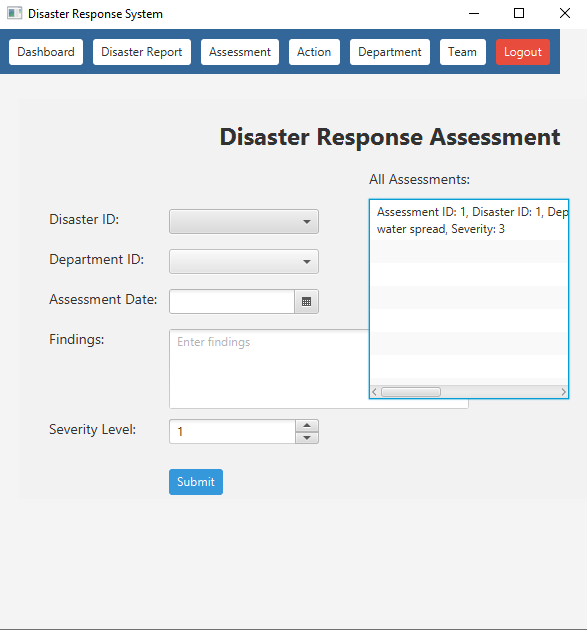 Disaster Response System
Dashboard Disaster Report Assessment Action Department Team Logout
Disaster Response Assessment
All Assessments:
Assessment ID: 1, Disaster ID: 1, Dep
water spread, Severity: 3
Disaster ID:
Department ID:
Assessment Date:
Findings:
Enter findings
Severity Level:
1
Submit